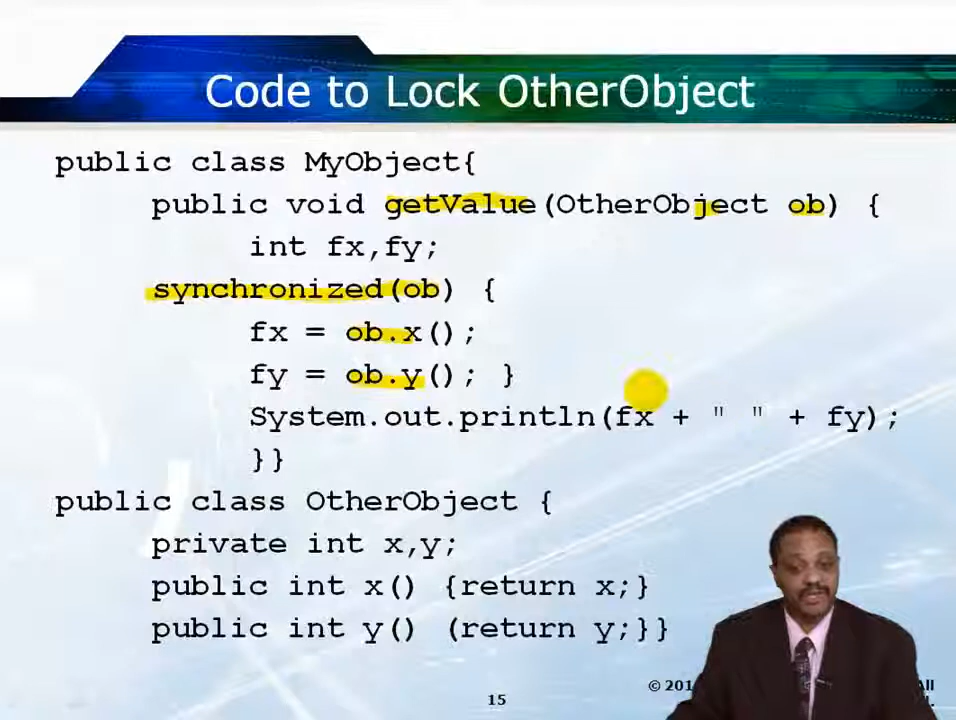 Code to Lock OtherObject
public class MyObject{
public void getValue(OtherObject ob) {
int fx,fy;
synchronized(ob) {
fx = ob.x();
fy = ob.y(); }
System.out.println(fx + " " + fy);
}}
public class OtherObject {
private int x,y;
public int x() {return x;}
public int y() (return y;}}
© 201
15